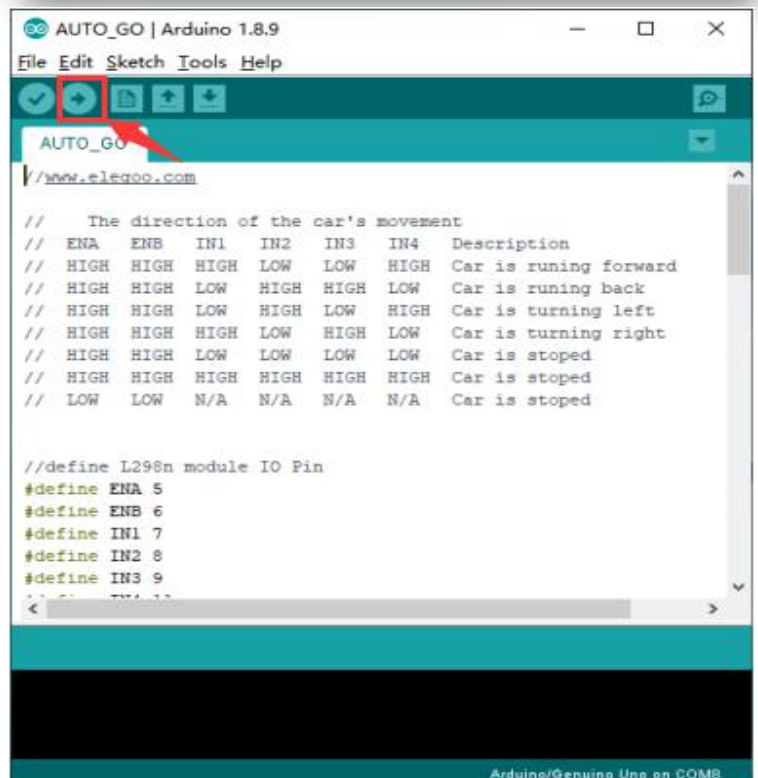 AUTO_GO | Arduino 1.8.9
File Edit Sketch Tools Help
AUTO_GO
//www.elegoo.com
// The direction of the car's movement
// ENA ENB IN1 IN2 IN3 IN4 Description
// HIGH HIGH HIGH LOW LOW HIGH Car is runing forward
// HIGH HIGH LOW HIGH HIGH LOW Car is runing back
// HIGH HIGH LOW HIGH LOW HIGH Car is turning left
// HIGH HIGH HIGH LOW HIGH LOW Car is turning right
// HIGH HIGH LOW LOW LOW LOW Car is stoped
// HIGH HIGH HIGH HIGH HIGH HIGH Car is stoped
// LOW LOW N/A N/A N/A N/A Car is stoped
//define L298n module IO Pin
#define ENA 5
#define ENB 6
#define IN1 7
#define IN2 8
#define IN3 9
Arduino/Genuino Uno on COM8